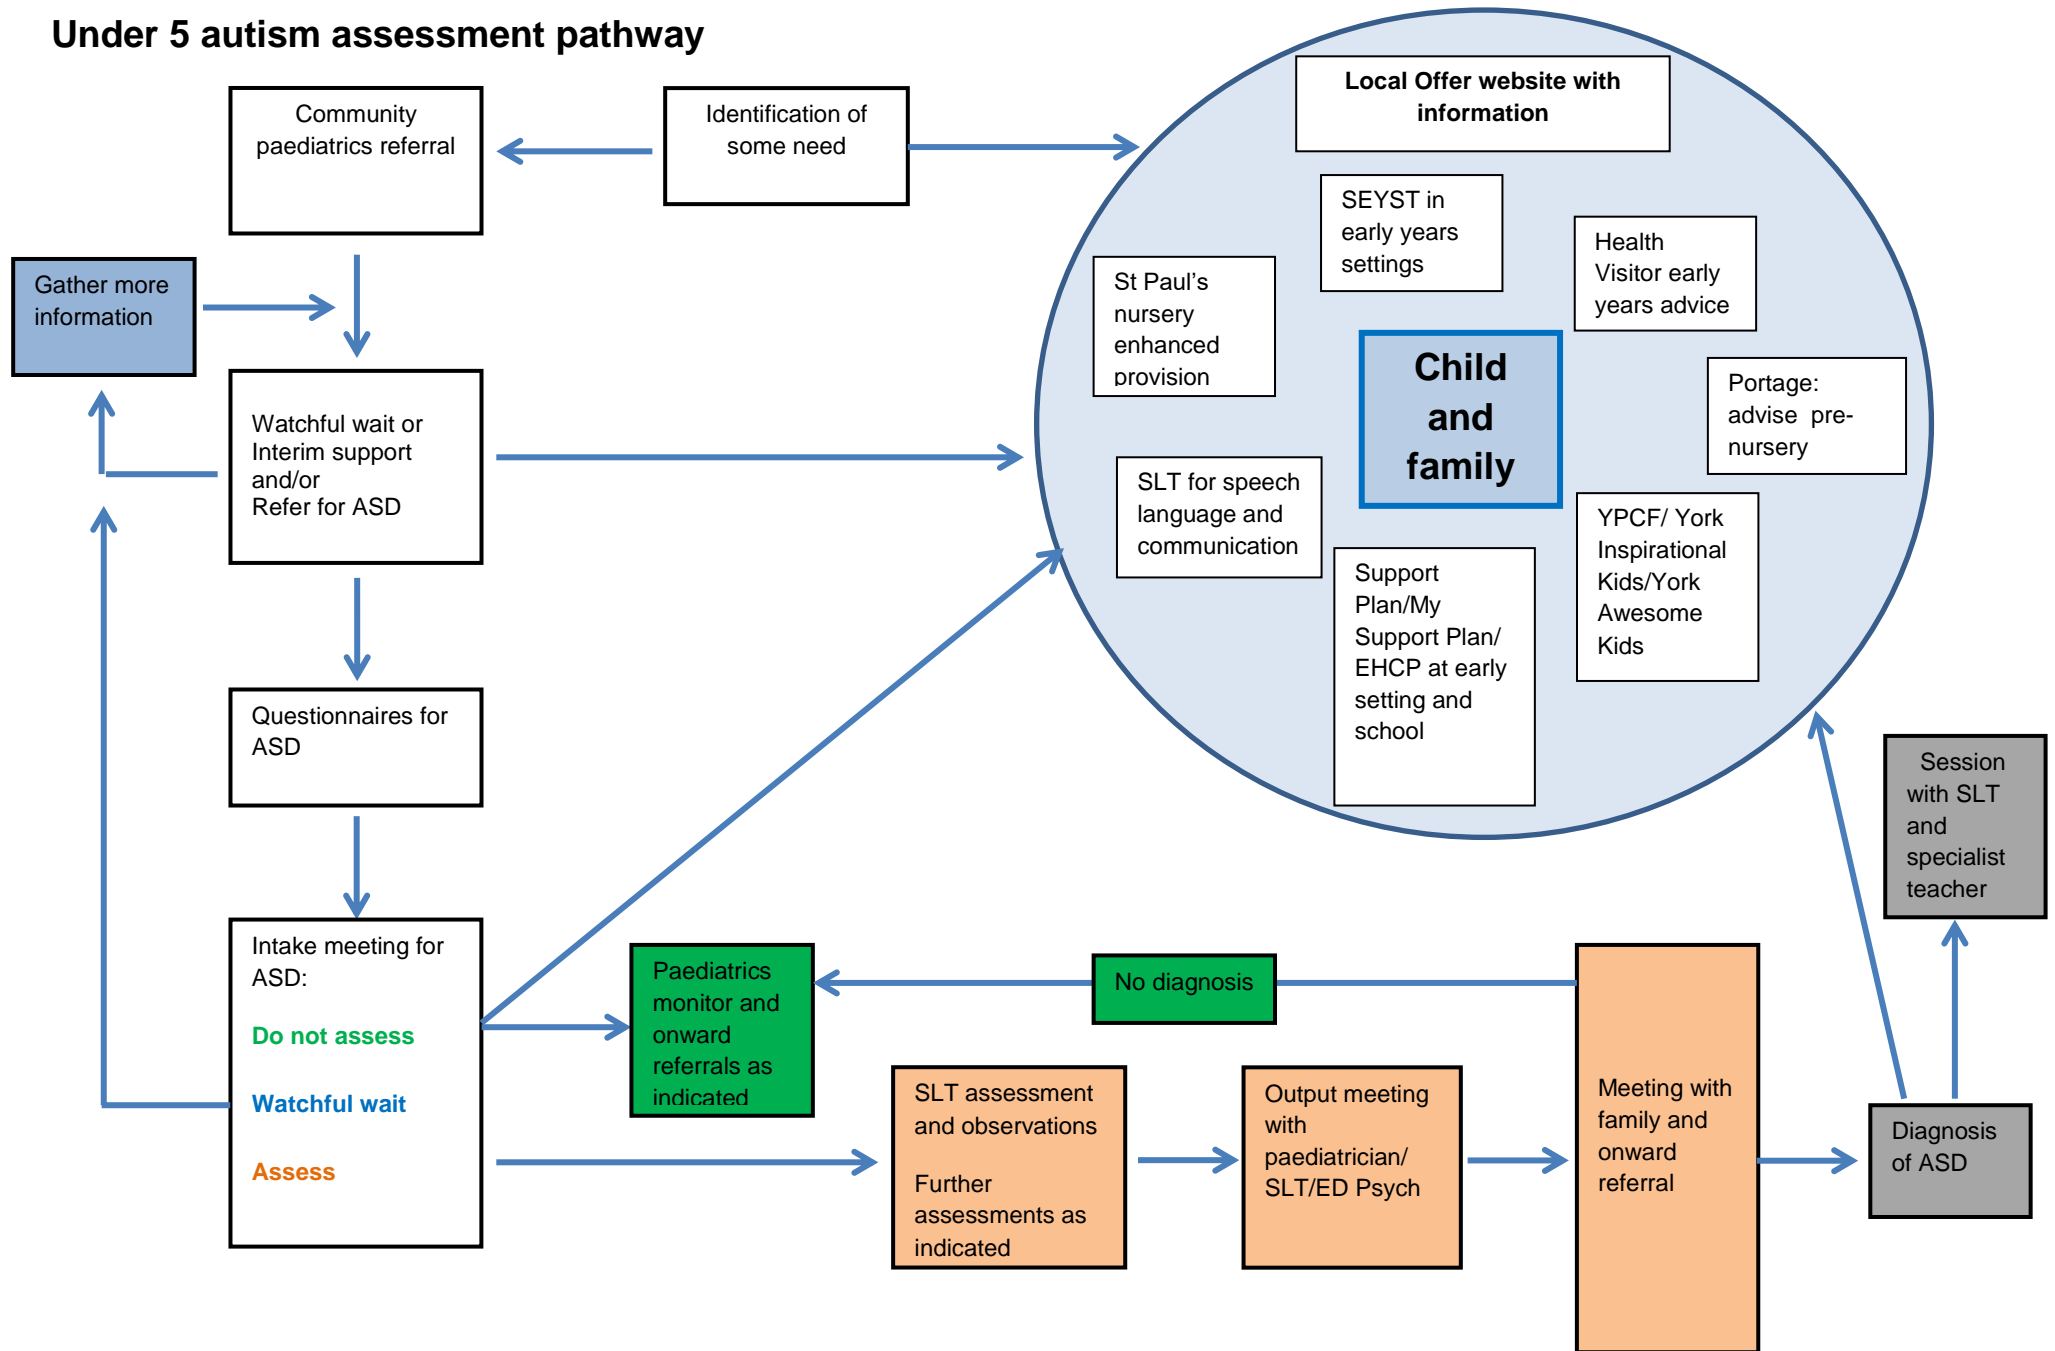 Under 5 autism assessment pathway
Community
paediatrics referral
Identification of
some need
Local Offer website with
information
SEYST in
early years
settings
Health
Visitor early
years advice
St Paul’s
nursery
enhanced
provision
Gather more
information
Child
and
family
Portage:
advise  pre-
nursery
Watchful wait or
Interim support
and/or
Refer for ASD
SLT for speech
language and
communication
YPCF/ York
Inspirational
Kids/York
Awesome
Kids
Support
Plan/My
Support Plan/
EHCP at early
setting and
school
Questionnaires for
ASD
Session
with SLT
and
specialist
teacher
Intake meeting for
ASD:
Do not assess
Watchful wait
Assess
Paediatrics
monitor and
onward
referrals as
indicated
No diagnosis
SLT assessment
and observations
Further
assessments as
indicated
Output meeting
with
paediatrician/
SLT/ED Psych
Meeting with
family and
onward
referral
Diagnosis
of ASD